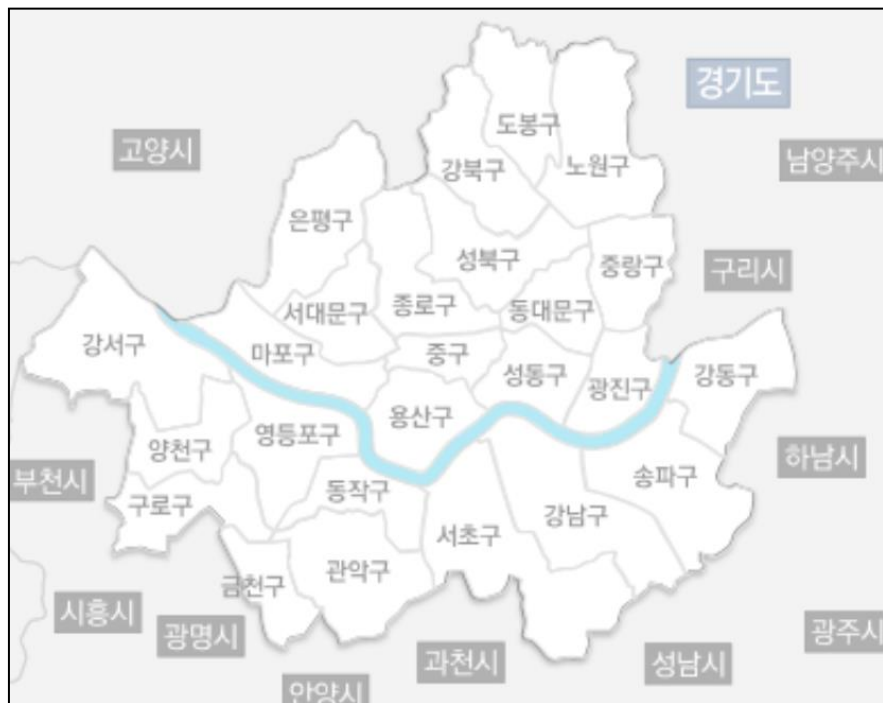 경기도
도봉구
고양시
강북구
노원구
남양주시
은평구
성북구
중랑구
구리시
서대문구
종로구
동대문구
강서구
마포구
중구
성동구
광진구
강동구
용산구
영등포구
양천구
하남시
부천시
송파구
동작구
구로구
강남구
서초구
관악구
금천구
시흥시
광명시
광주시
과천시
성남시
안양시